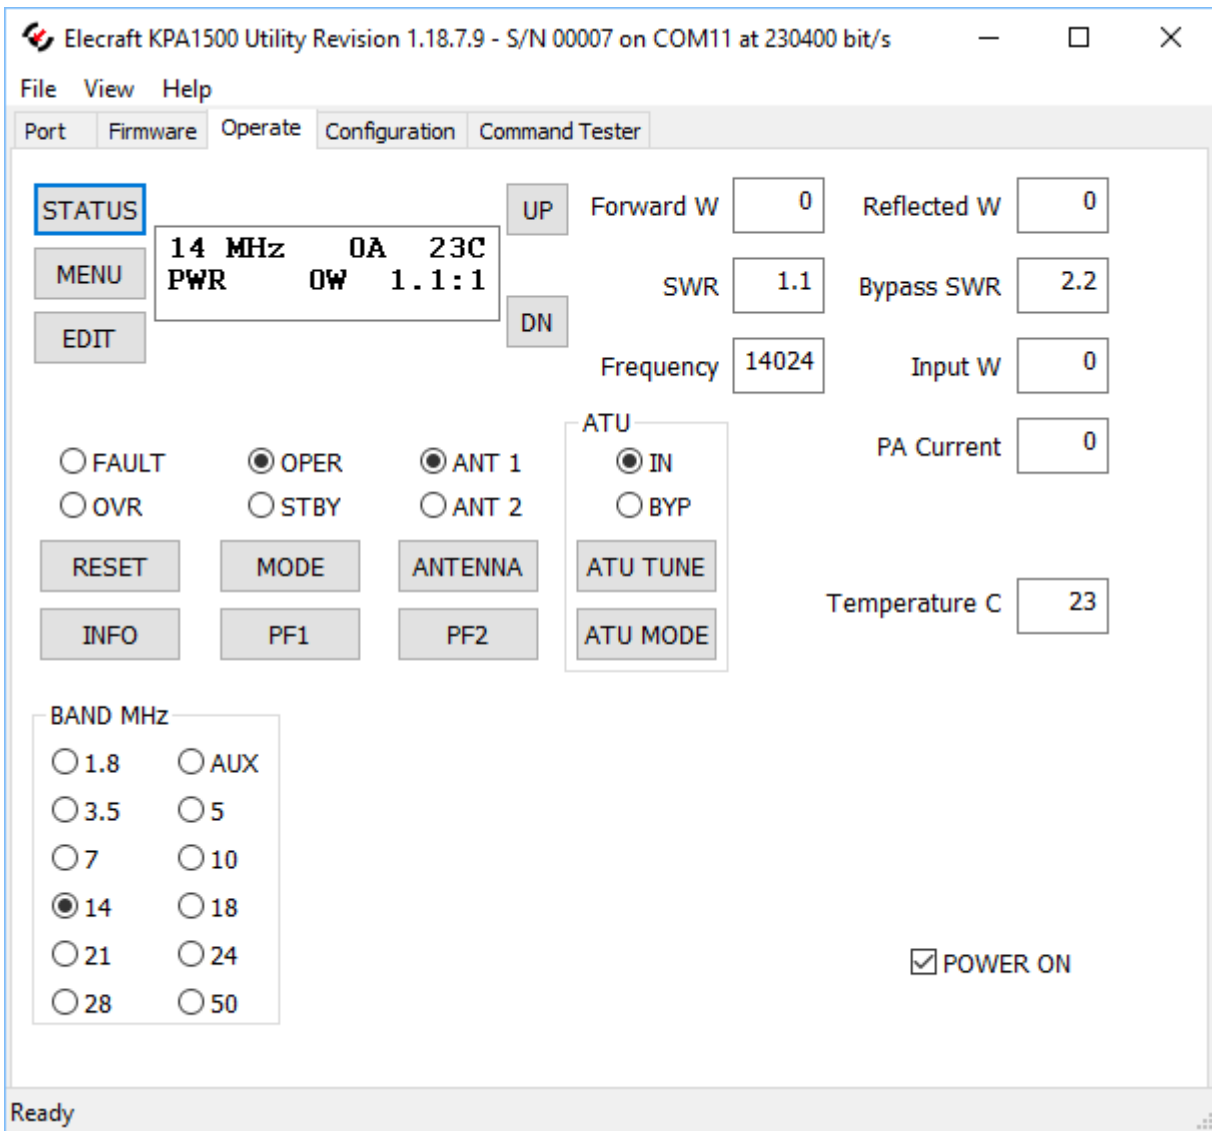 Elecraft KPA1500 Utility Revision 1.18.7.9 - S/N 00007 on COM11 at 230400 bit/s
File View Help
Port Firmware Operate Configuration Command Tester
STATUS
MENU
EDIT
14 MHz 0A 23C
PWR 0W 1.1:1
UP
DN
Forward W 0 Reflected W 0
SWR 1.1 Bypass SWR 2.2
Frequency 14024 Input W 0
PA Current 0
Temperature C 23
FAULT OPER ANT 1
OVR STBY ANT 2
RESET MODE ANTENNA
INFO PF1 PF2
ATU
IN
BYP
ATU TUNE
ATU MODE
BAND MHz
1.8 AUX
3.5 5
7 10
14 18
21 24
28 50
POWER ON
Ready